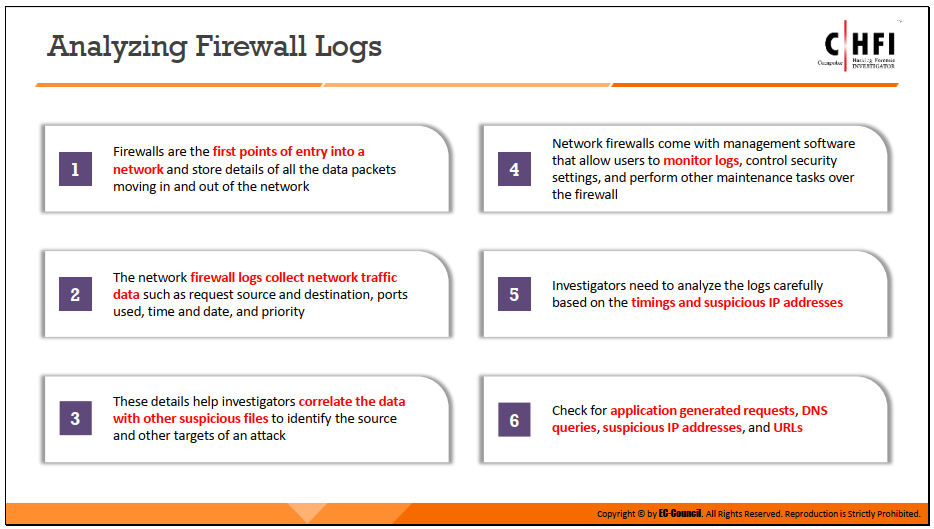 Analyzing Firewall Logs
CHFI
Computer Hacking Forensic
INVESTIGATOR
1
Firewalls are the first points of entry into a
network and store details of all the data packets
moving in and out of the network
2
The network firewall logs collect network traffic
data such as request source and destination, ports
used, time and date, and priority
3
These details help investigators correlate the data
with other suspicious files to identify the source
and other targets of an attack
4
Network firewalls come with management software
that allow users to monitor logs, control security
settings, and perform other maintenance tasks over
the firewall
5
Investigators need to analyze the logs carefully
based on the timings and suspicious IP addresses
6
Check for application generated requests, DNS
queries, suspicious IP addresses, and URLs
Copyright © by EC-Council. All Rights Reserved. Reproduction is Strictly Prohibited.